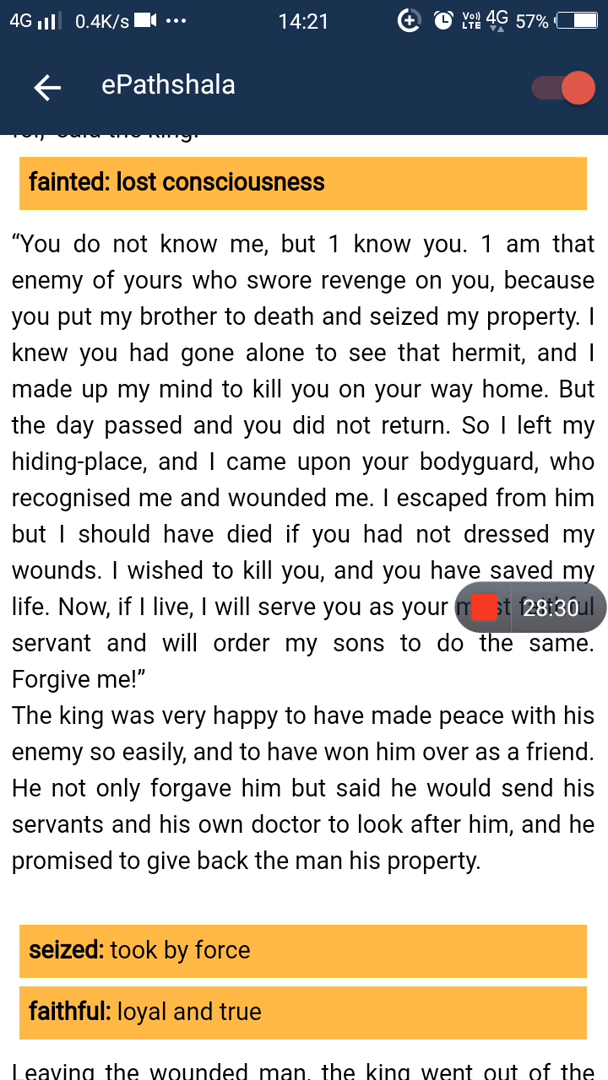 4G 0.4K/s ••• 14:21 Vo)) LTE 4G 57%
ePathshala
said the king.
fainted: lost consciousness
“You do not know me, but 1 know you. 1 am that
enemy of yours who swore revenge on you, because
you put my brother to death and seized my property. I
knew you had gone alone to see that hermit, and I
made up my mind to kill you on your way home. But
the day passed and you did not return. So I left my
hiding-place, and I came upon your bodyguard, who
recognised me and wounded me. I escaped from him
but I should have died if you had not dressed my
wounds. I wished to kill you, and you have saved my
life. Now, if I live, I will serve you as your most faithful
28:30
servant and will order my sons to do the same.
Forgive me!”
The king was very happy to have made peace with his
enemy so easily, and to have won him over as a friend.
He not only forgave him but said he would send his
servants and his own doctor to look after him, and he
promised to give back the man his property.
seized: took by force
faithful: loyal and true
Leaving the wounded man, the king went out of the